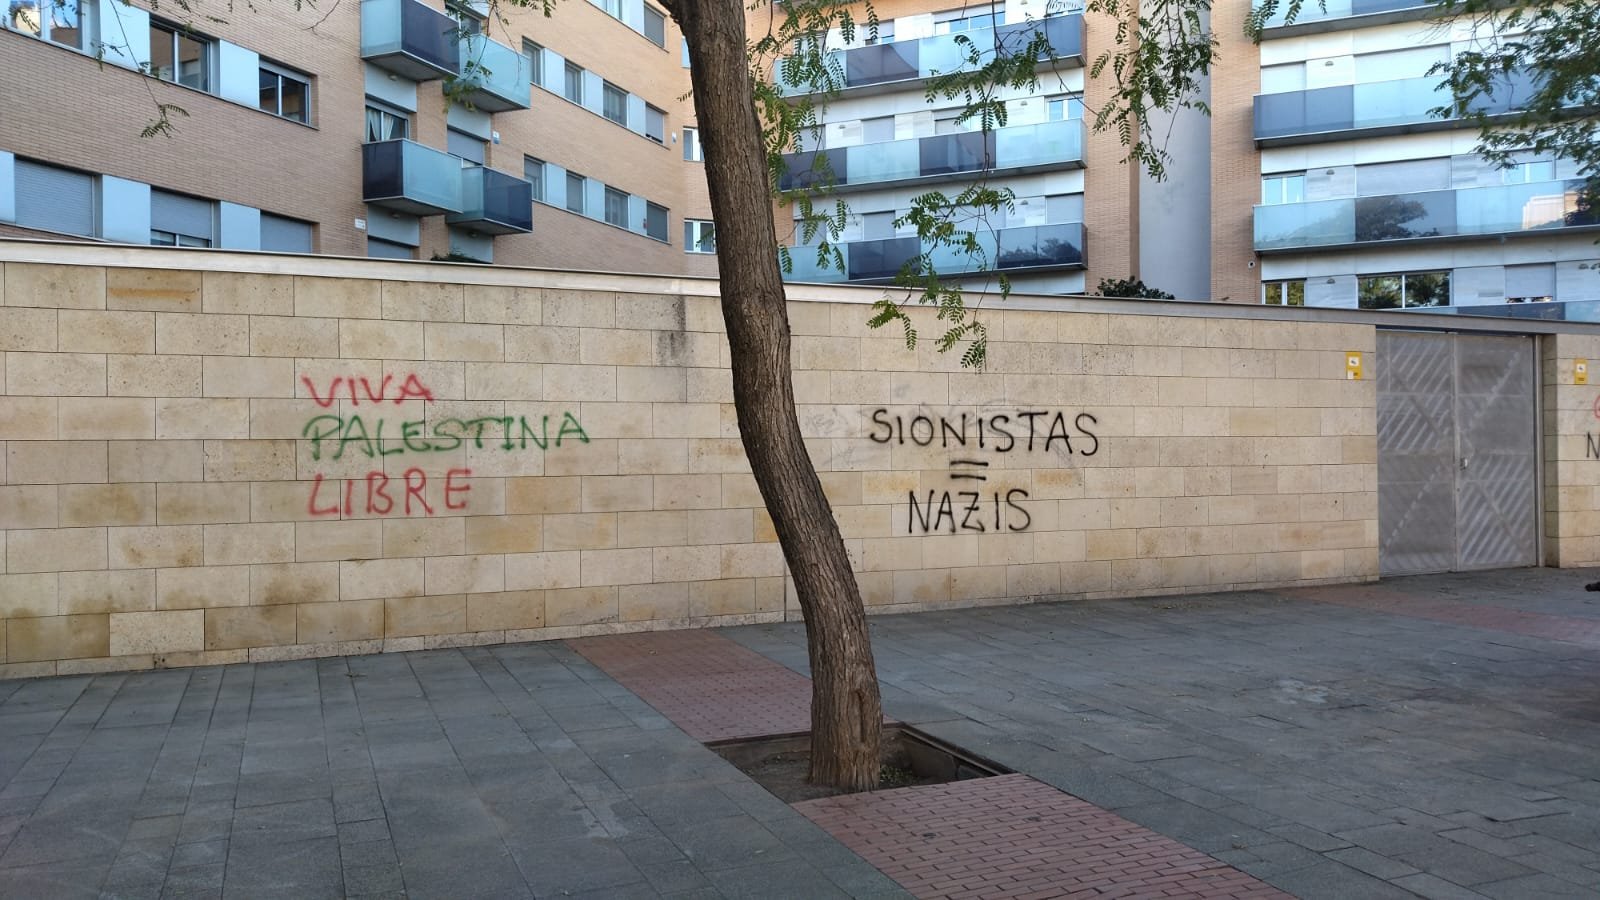 VIVA
PALESTINA
LIBRE
SIONISTAS
=
NAZIS